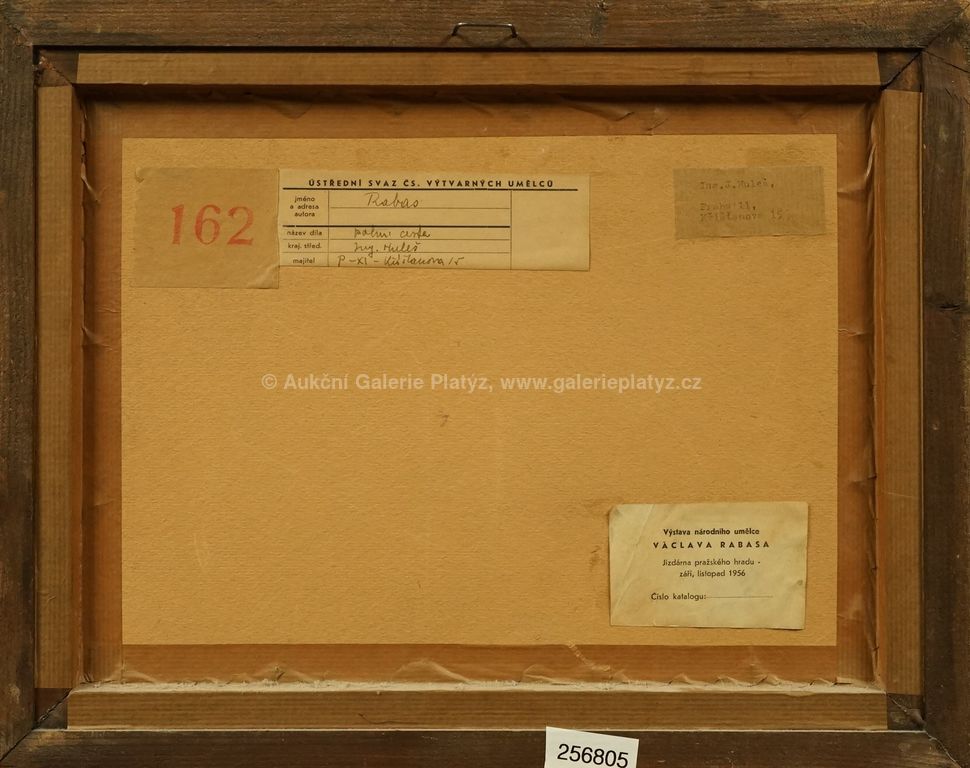 162
ÚSTŘEDNÍ SVAZ ČS. VÝTVARNÝCH UMĚLCŮ
jméno
a adresa
autora
Rabas
název díla polní cesta
kraj. střed. Ing. Muleš
majitel P-XI-Křišťanova 15
Ing.J.Muleš,
Praha 11,
Křišťanova 15
© Aukční Galerie Platýz, www.galerieplatyz.cz
Výstava národního umělce
VÁCLAVA RABASA
Jízdárna pražského hradu -
září, listopad 1956
Číslo katalogu:
256805